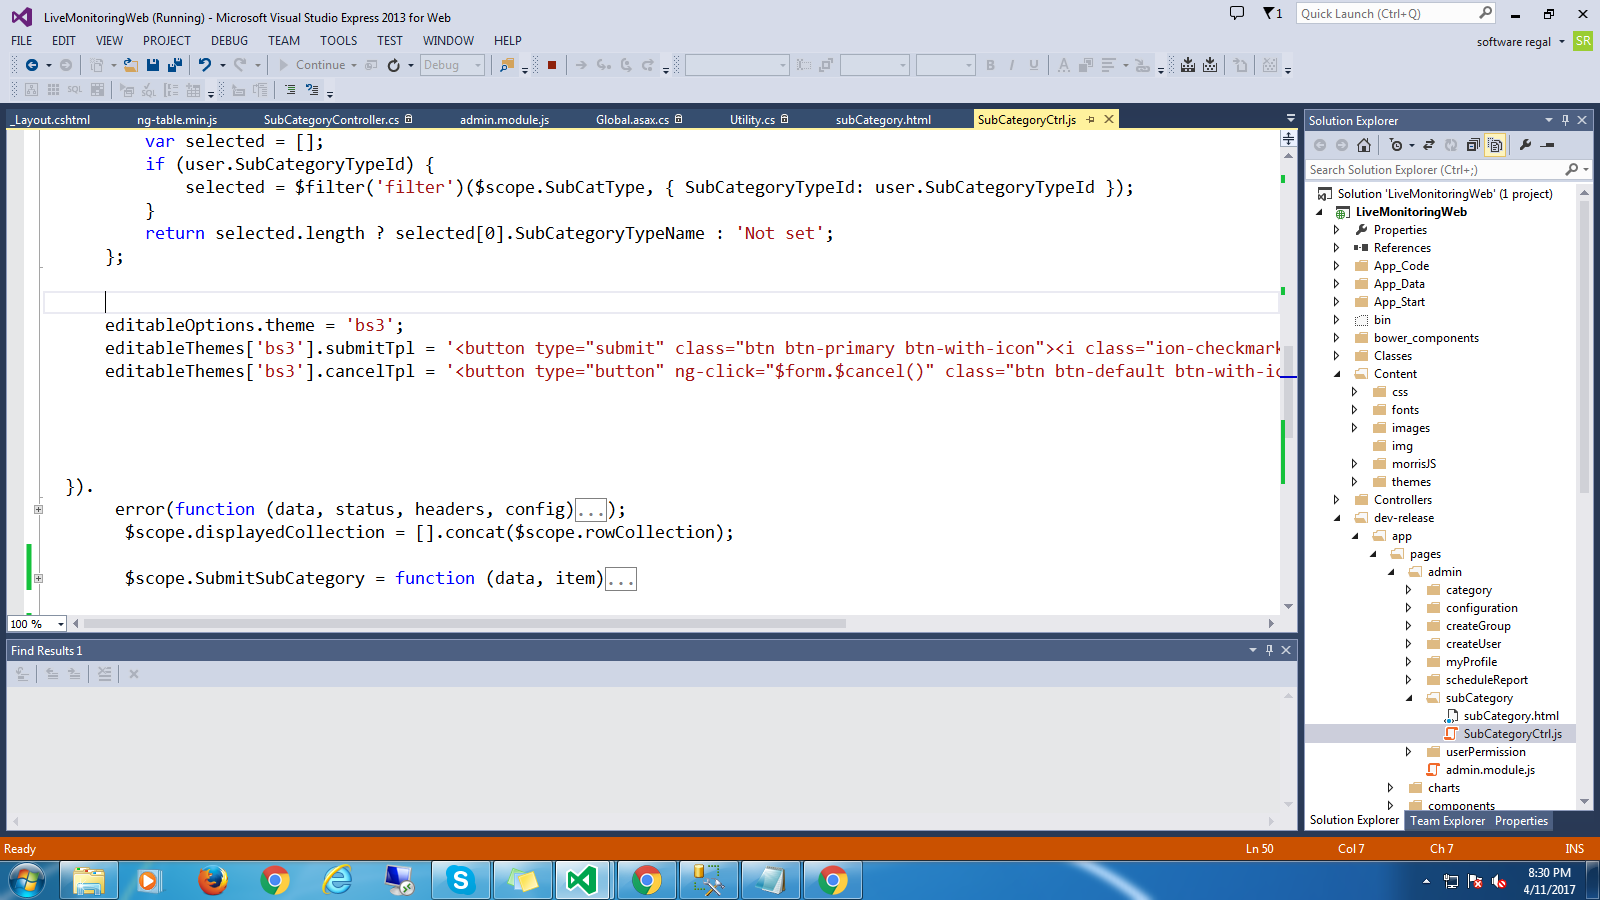 LiveMonitoringWeb (Running) - Microsoft Visual Studio Express 2013 for Web
1
Quick Launch (Ctrl+Q)
FILE EDIT VIEW PROJECT DEBUG TEAM TOOLS TEST WINDOW HELP
software regal
SR
Continue
Debug
SQL
_Layout.cshtml ng-table.min.js SubCategoryController.cs admin.module.js Global.asax.cs Utility.cs subCategory.html SubCategoryCtrl.js
var selected = [];
if (user.SubCategoryTypeId) {
selected = $filter('filter')($scope.SubCatType, { SubCategoryTypeId: user.SubCategoryTypeId });
}
return selected.length ? selected[0].SubCategoryTypeName : 'Not set';
};
editableOptions.theme = 'bs3';
editableThemes['bs3'].submitTpl = '<button type="submit" class="btn btn-primary btn-with-icon"><i class="ion-checkmark
editableThemes['bs3'].cancelTpl = '<button type="button" ng-click="$form.$cancel()" class="btn btn-default btn-with-ic
}).
error(function (data, status, headers, config)...);
$scope.displayedCollection = [].concat($scope.rowCollection);
$scope.SubmitSubCategory = function (data, item)...
100 %
Find Results 1
Solution Explorer
Search Solution Explorer (Ctrl+;)
Solution 'LiveMonitoringWeb' (1 project)
LiveMonitoringWeb
Properties
References
App_Code
App_Data
App_Start
bin
bower_components
Classes
Content
css
fonts
images
img
morrisJS
themes
Controllers
dev-release
app
pages
admin
category
configuration
createGroup
createUser
myProfile
scheduleReport
subCategory
subCategory.html
SubCategoryCtrl.js
userPermission
admin.module.js
charts
components
Solution Explorer Team Explorer Properties
Ready
Ln 50 Col 7 Ch 7 INS
8:30 PM
4/11/2017